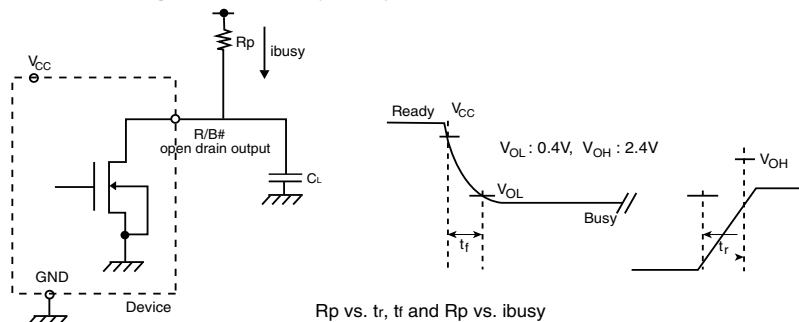 Rp
ibusy
VCC
R/B#
open drain output
CL
GND
Device
Ready
VCC
VOL : 0.4V, VOH : 2.4V
VOL
Busy
tf
VOH
tr
Rp vs. tr, tf and Rp vs. ibusy